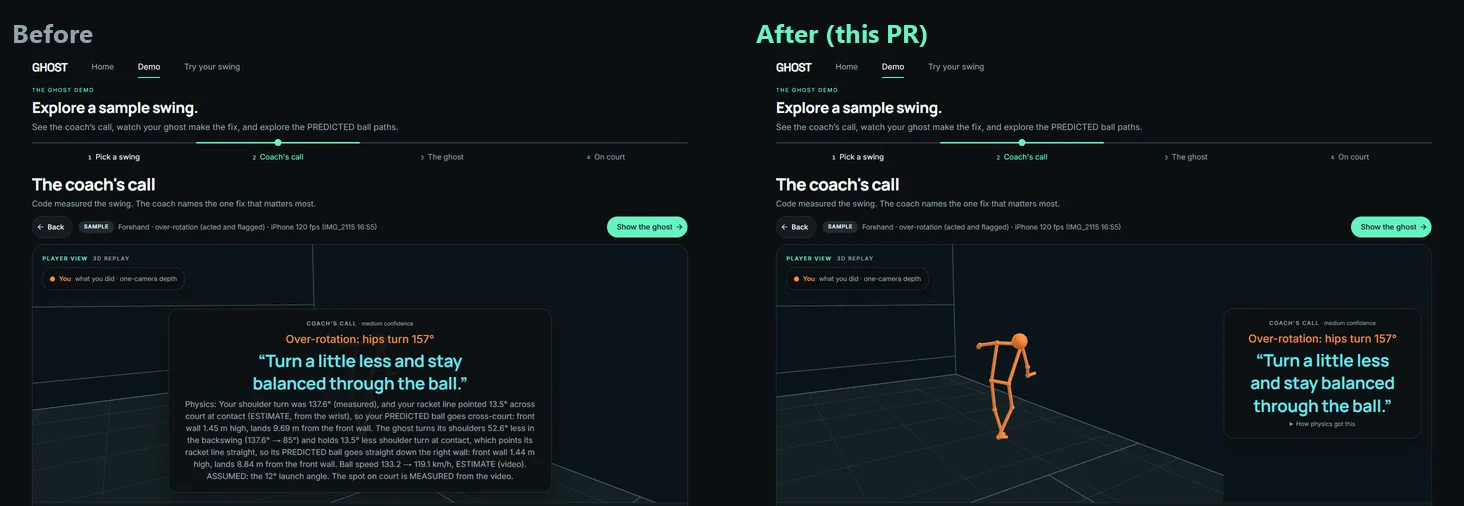 Before
GHOST Home Demo Try your swing
THE GHOST DEMO
Explore a sample swing.
See the coach's call, watch your ghost make the fix, and explore the PREDICTED ball paths.
1 Pick a swing 2 Coach's call 3 The ghost 4 On court
The coach's call
Code measured the swing. The coach names the one fix that matters most.
← Back SAMPLE Forehand · over-rotation (acted and flagged) · iPhone 120 fps (IMG_2115 16:55) Show the ghost →
PLAYER VIEW 3D REPLAY
You what you did · one-camera depth
COACH'S CALL · medium confidence
Over-rotation: hips turn 157°
“Turn a little less and stay
balanced through the ball.”
Physics: Your shoulder turn was 137.6° (measured), and your racket line pointed 13.5° across
court at contact (ESTIMATE, from the wrist), so your PREDICTED ball goes cross-court: front
wall 1.45 m high, lands 9.69 m from the front wall. The ghost turns its shoulders 52.6° less in
the backswing (137.6° → 85°) and holds 13.5° less shoulder turn at contact, which points its
racket line straight, so its PREDICTED ball goes straight down the right wall: front wall 1.44 m
high, lands 8.84 m from the front wall. Ball speed 133.2 → 119.1 km/h, ESTIMATE (video).
ASSUMED: the 12° launch angle. The spot on court is MEASURED from the video.
After (this PR)
GHOST Home Demo Try your swing
THE GHOST DEMO
Explore a sample swing.
See the coach's call, watch your ghost make the fix, and explore the PREDICTED ball paths.
1 Pick a swing 2 Coach's call 3 The ghost 4 On court
The coach's call
Code measured the swing. The coach names the one fix that matters most.
← Back SAMPLE Forehand · over-rotation (acted and flagged) · iPhone 120 fps (IMG_2115 16:55) Show the ghost →
PLAYER VIEW 3D REPLAY
You what you did · one-camera depth
COACH'S CALL · medium confidence
Over-rotation: hips turn 157°
“Turn a little less
and stay balanced
through the ball.”
► How physics got this